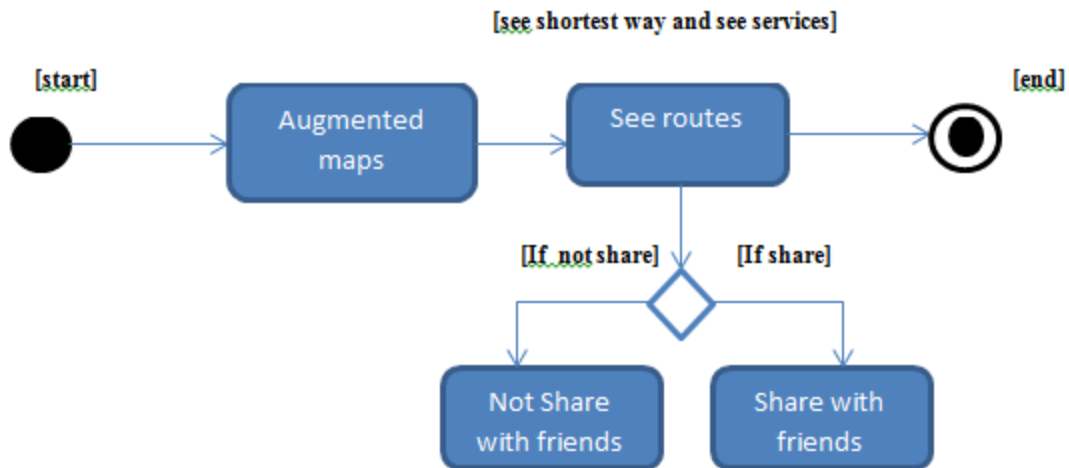 [see shortest way and see services]
[start]
[end]
Augmented
maps
See routes
[If  not share]
[If share]
Not Share
with friends
Share with
friends